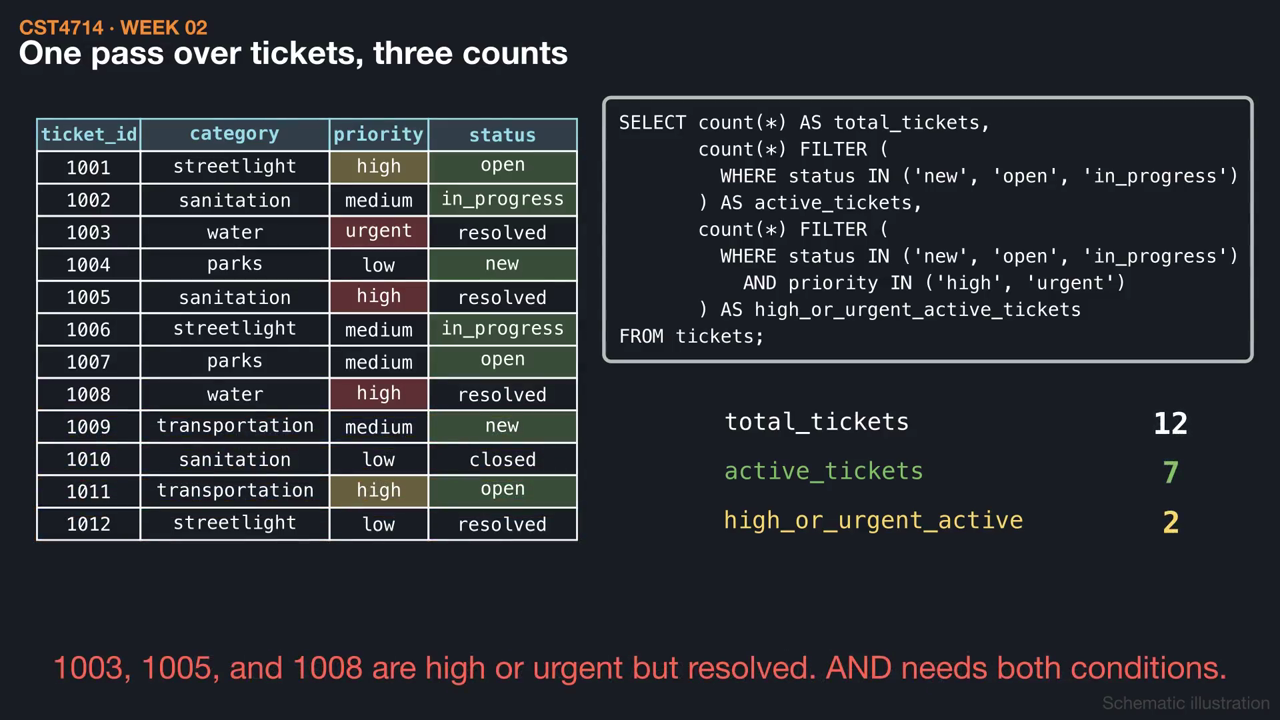 CST4714 · WEEK 02
One pass over tickets, three counts
ticket_id category priority status
1001 streetlight high open
1002 sanitation medium in_progress
1003 water urgent resolved
1004 parks low new
1005 sanitation high resolved
1006 streetlight medium in_progress
1007 parks medium open
1008 water high resolved
1009 transportation medium new
1010 sanitation low closed
1011 transportation high open
1012 streetlight low resolved
SELECT count(*) AS total_tickets,
count(*) FILTER (
WHERE status IN ('new', 'open', 'in_progress')
) AS active_tickets,
count(*) FILTER (
WHERE status IN ('new', 'open', 'in_progress')
AND priority IN ('high', 'urgent')
) AS high_or_urgent_active_tickets
FROM tickets;
total_tickets 12
active_tickets 7
high_or_urgent_active 2
1003, 1005, and 1008 are high or urgent but resolved. AND needs both conditions.
Schematic illustration